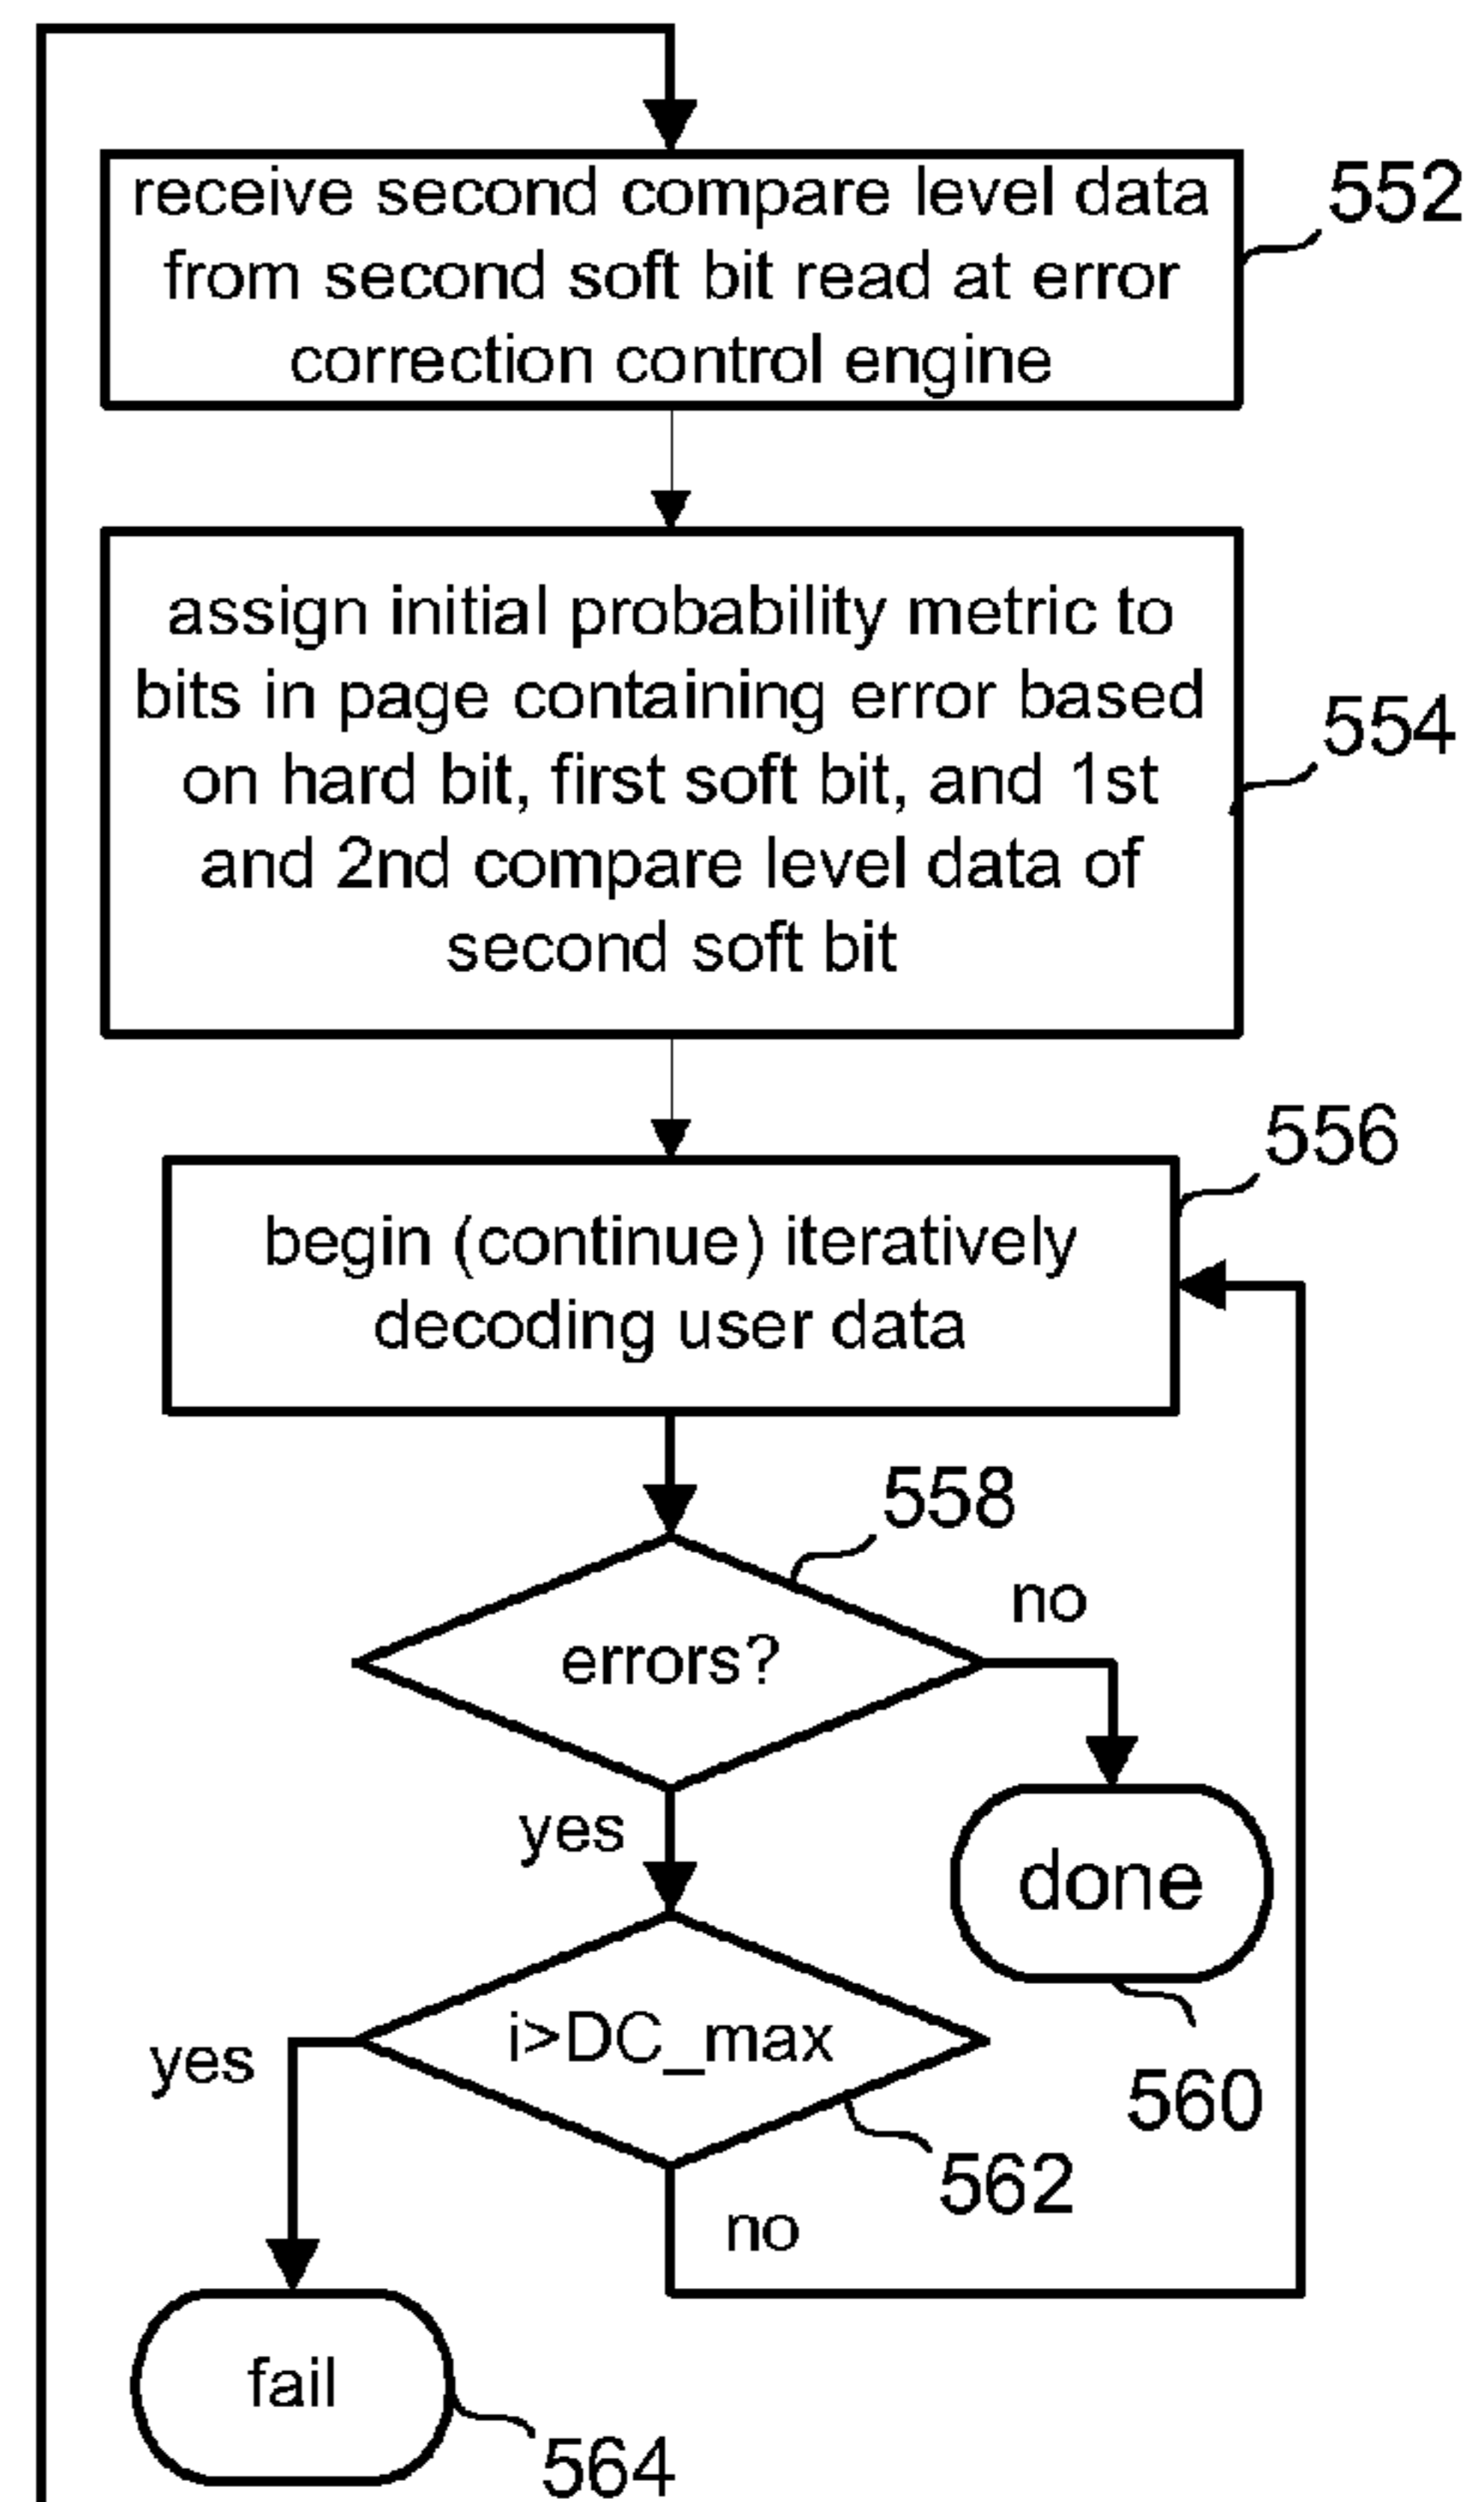 receive second compare level data
from second soft bit read at error
correction control engine
552
assign initial probability metric to
bits in page containing error based
on hard bit, first soft bit, and 1st
and 2nd compare level data of
second soft bit
554
begin (continue) iteratively
decoding user data
556
558
no
errors?
yes
done
560
i>DC_max
yes
562
no
fail
564